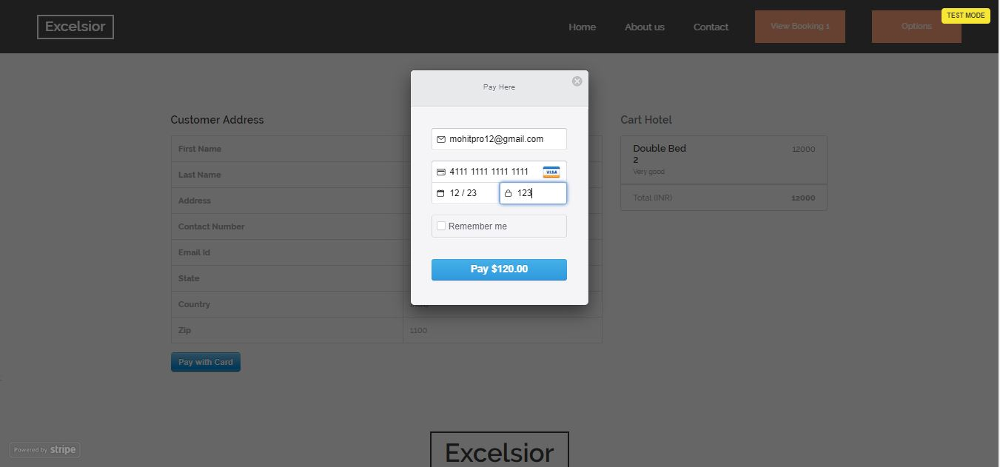 Excelsior
Home
About us
Contact
View Booking 1
Options
TEST MODE
Pay Here
mohitpro12@gmail.com
4111 1111 1111 1111
VISA
12 / 23
123
Remember me
Pay $120.00
Customer Address
First Name
Last Name
Address
Contact Number
Email Id
State
Country
Zip
1100
Pay with Card
Cart Hotel
Double Bed
12000
2
Very good
Total (INR)
12000
Powered by stripe
Excelsior